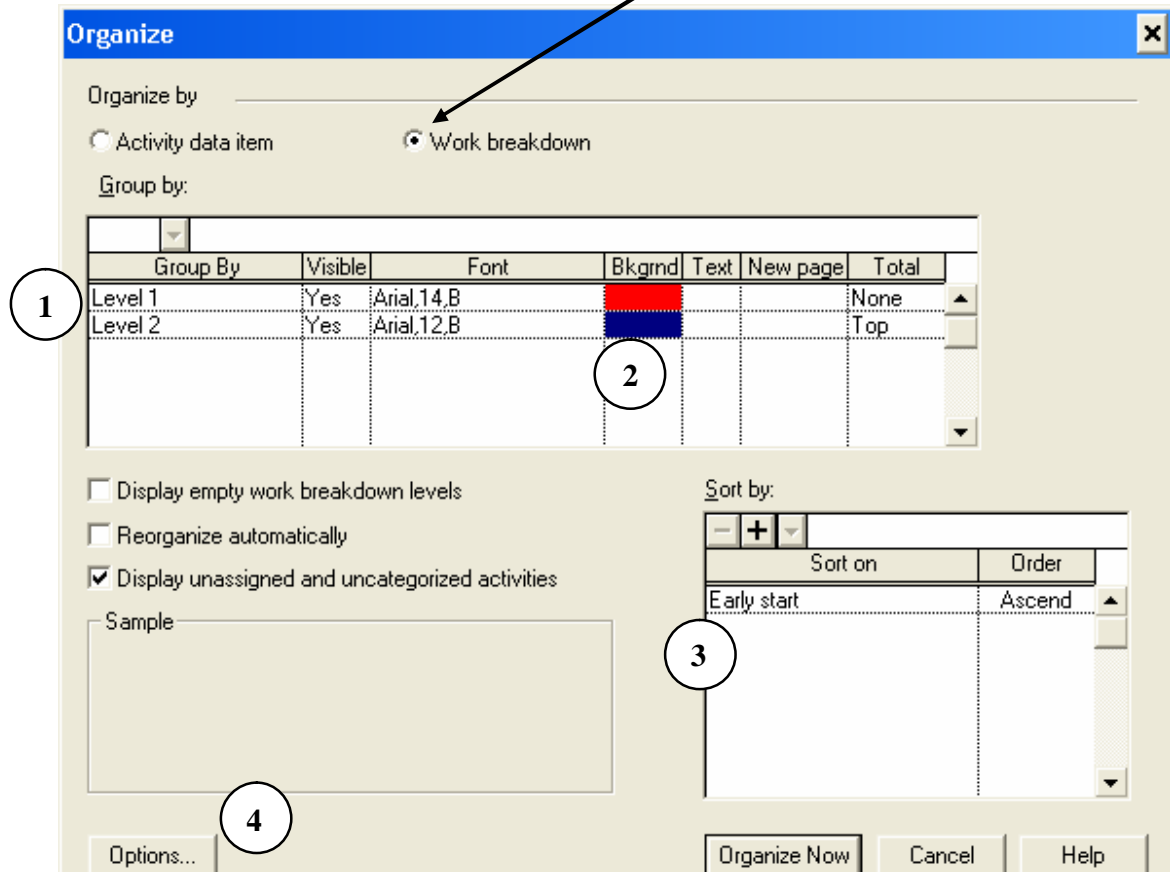 Organize
Organize by
Activity data item Work breakdown
Group by:
Group By Visible Font Bkgrnd Text New page Total
1
Level 1 Yes Arial,14,B None
Level 2 Yes Arial,12,B Top
2
Display empty work breakdown levels
Reorganize automatically
Display unassigned and uncategorized activities
Sample
Sort by:
Sort on Order
Early start Ascend
3
4
Options... Organize Now Cancel Help